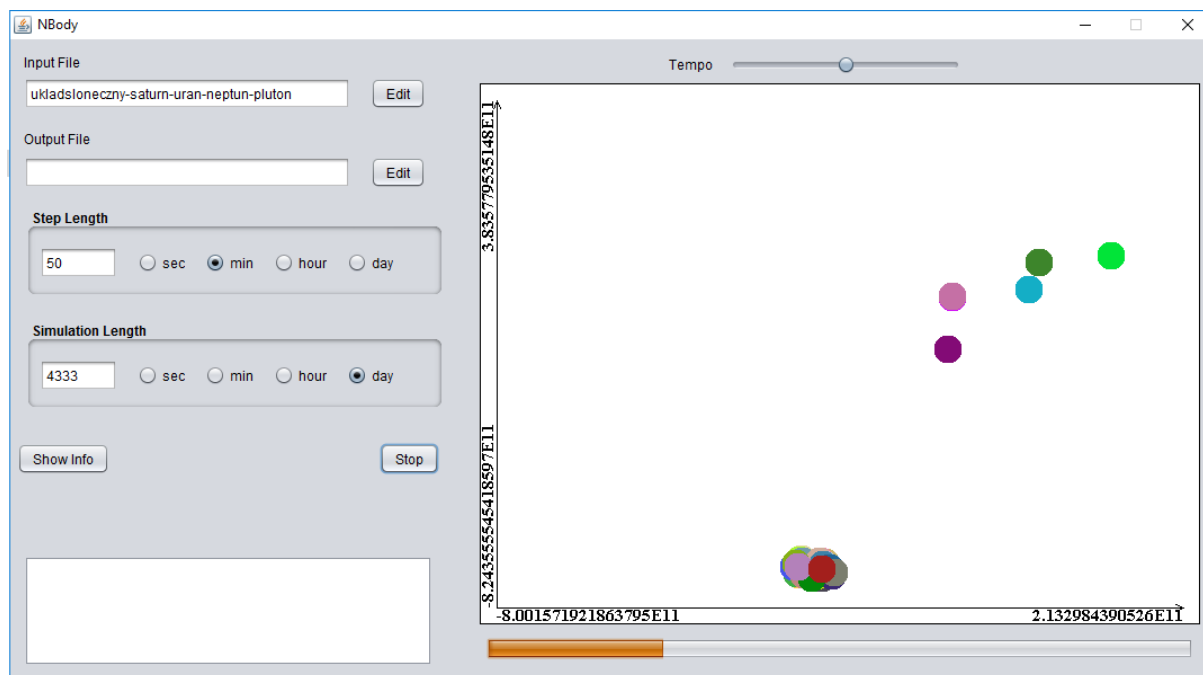 NBody
Input File
ukladsloneczny-saturn-uran-neptun-pluton
Edit
Output File
Edit
Step Length
50
sec
min
hour
day
Simulation Length
4333
sec
min
hour
day
Show Info
Stop
Tempo
3.835779535148E11
-8.243555545418597E11
-8.001571921863795E11
2.132984390526E11